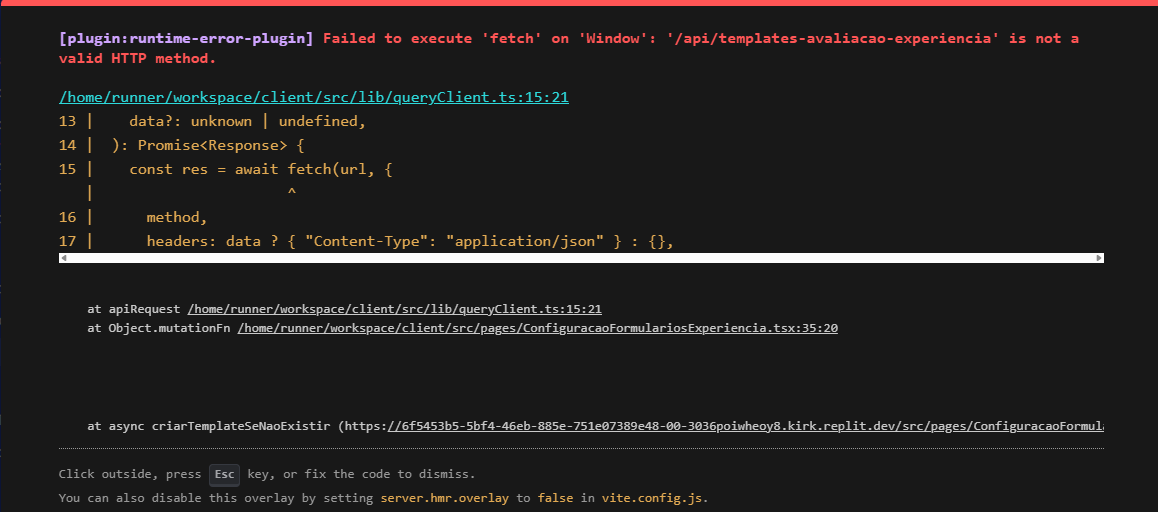 [plugin:runtime-error-plugin] Failed to execute 'fetch' on 'Window': '/api/templates-avaliacao-experiencia' is not a
valid HTTP method.
/home/runner/workspace/client/src/lib/queryClient.ts:15:21
13 |    data?: unknown | undefined,
14 |  ): Promise<Response> {
15 |    const res = await fetch(url, {
   |                      ^
16 |      method,
17 |      headers: data ? { "Content-Type": "application/json" } : {},
at apiRequest /home/runner/workspace/client/src/lib/queryClient.ts:15:21
at Object.mutationFn /home/runner/workspace/client/src/pages/ConfiguracaoFormulariosExperiencia.tsx:35:20
at async criarTemplateSeNaoExistir (https://6f5453b5-5bf4-46eb-885e-751e07389e48-00-3036poiwheoy8.kirk.replit.dev/src/pages/ConfiguracaoFormula
Click outside, press Esc key, or fix the code to dismiss.
You can also disable this overlay by setting server.hmr.overlay to false in vite.config.js.